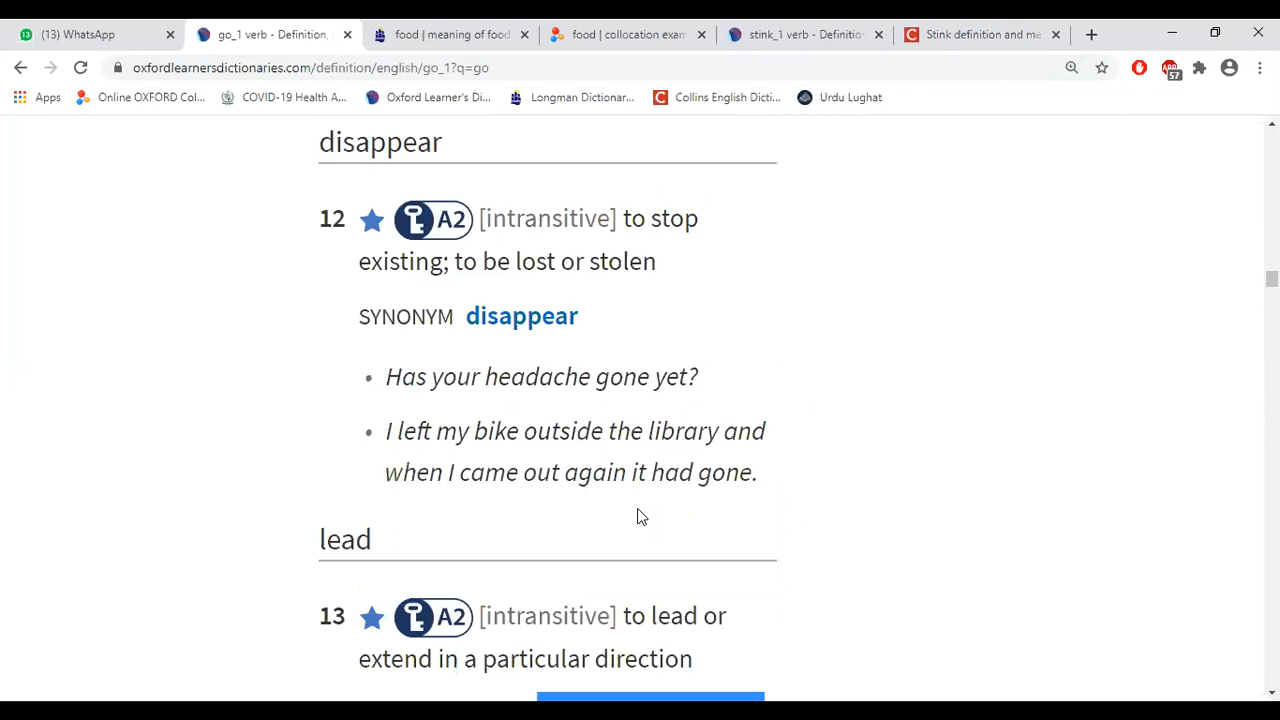 (13) WhatsApp
go_1 verb - Definition,
food | meaning of food
food | collocation exam
stink_1 verb - Definitio
Stink definition and me
oxfordlearnersdictionaries.com/definition/english/go_1?q=go
57
Apps
Online OXFORD Col...
COVID-19 Health A...
Oxford Learner's Di...
Longman Dictionar...
Collins English Dicti...
Urdu Lughat
disappear
12 A2 [intransitive] to stop
existing; to be lost or stolen
SYNONYM disappear
• Has your headache gone yet?
• I left my bike outside the library and
when I came out again it had gone.
lead
13 A2 [intransitive] to lead or
extend in a particular direction